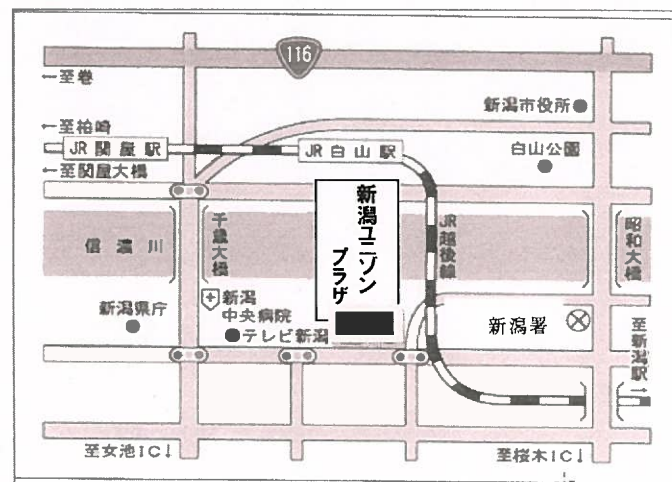 116
←至巻
新潟市役所
←至柏崎
JR関屋駅
JR白山駅
白山公園
←至関屋大橋
信濃川
千歳大橋
新潟ユニゾン
プラザ
JR越後線
昭和大橋
新潟県庁
新潟
中央病院
テレビ新潟
新潟署
至新潟駅→
至女池IC↓
至桜木IC↓